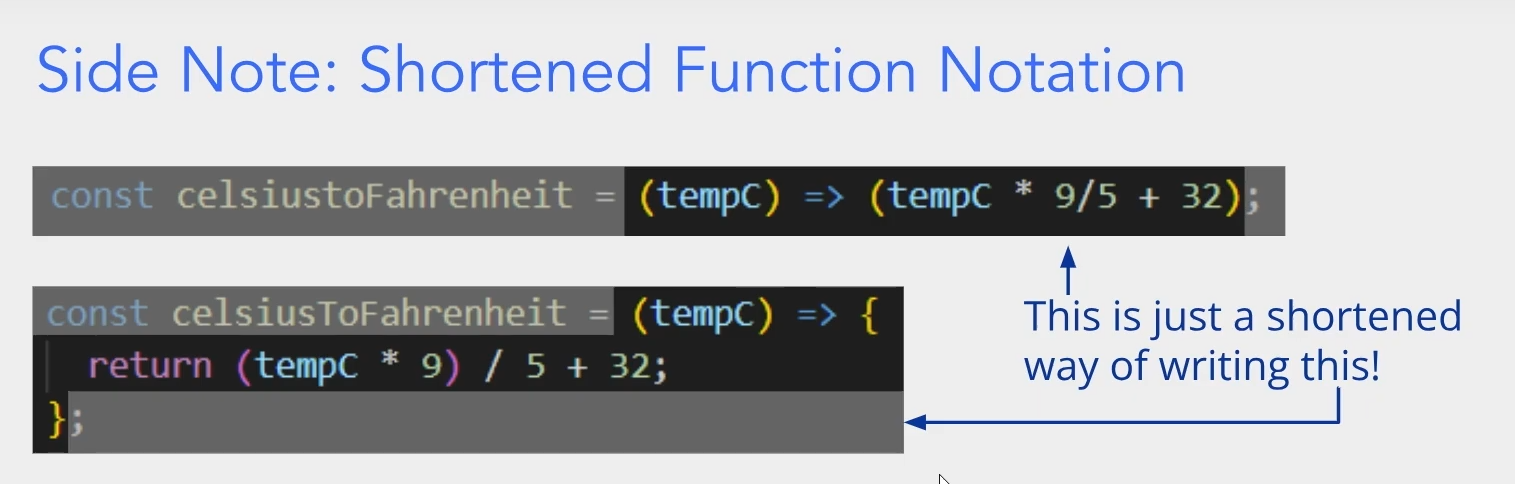 Side Note: Shortened Function Notation
const celsiustoFahrenheit = (tempC) => (tempC * 9/5 + 32);
const celsiusToFahrenheit = (tempC) => {
return (tempC * 9) / 5 + 32;
};
This is just a shortened
way of writing this!